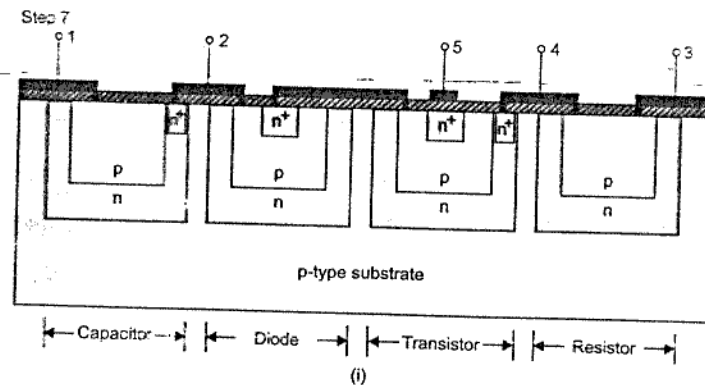 Step 7
1 2 5 4 3
n+ n+ n+ n+
p p p p
n n n n
p-type substrate
Capacitor Diode Transistor Resistor
(i)